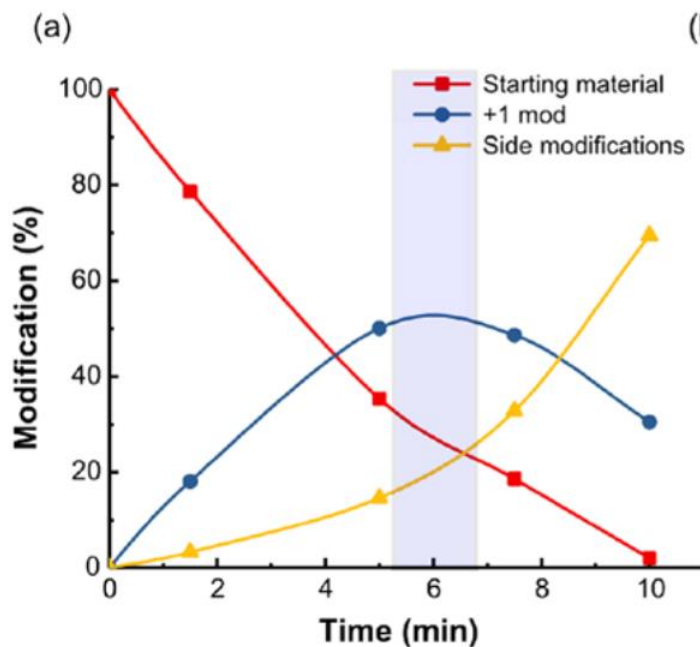 (a)
Starting material
+1 mod
Side modifications
100
80
60
40
20
0
Modification (%)
0 2 4 6 8 10
Time (min)